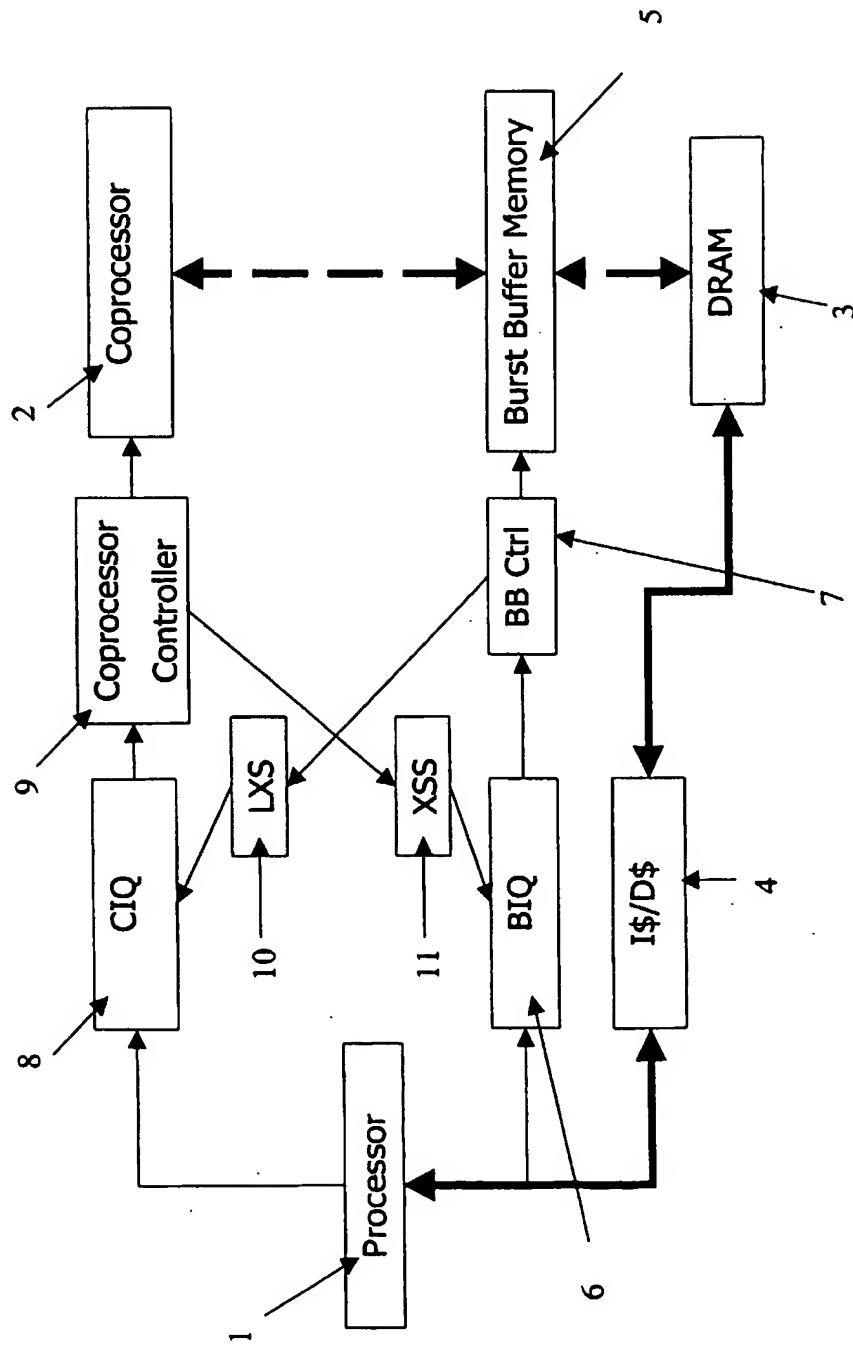 2
Coprocessor
9
Coprocessor
Controller
8
CIQ
LXS
10
1
Processor
XSS
11
5
Burst Buffer Memory
BB Ctrl
7
BIQ
6
DRAM
3
I$/D$
4